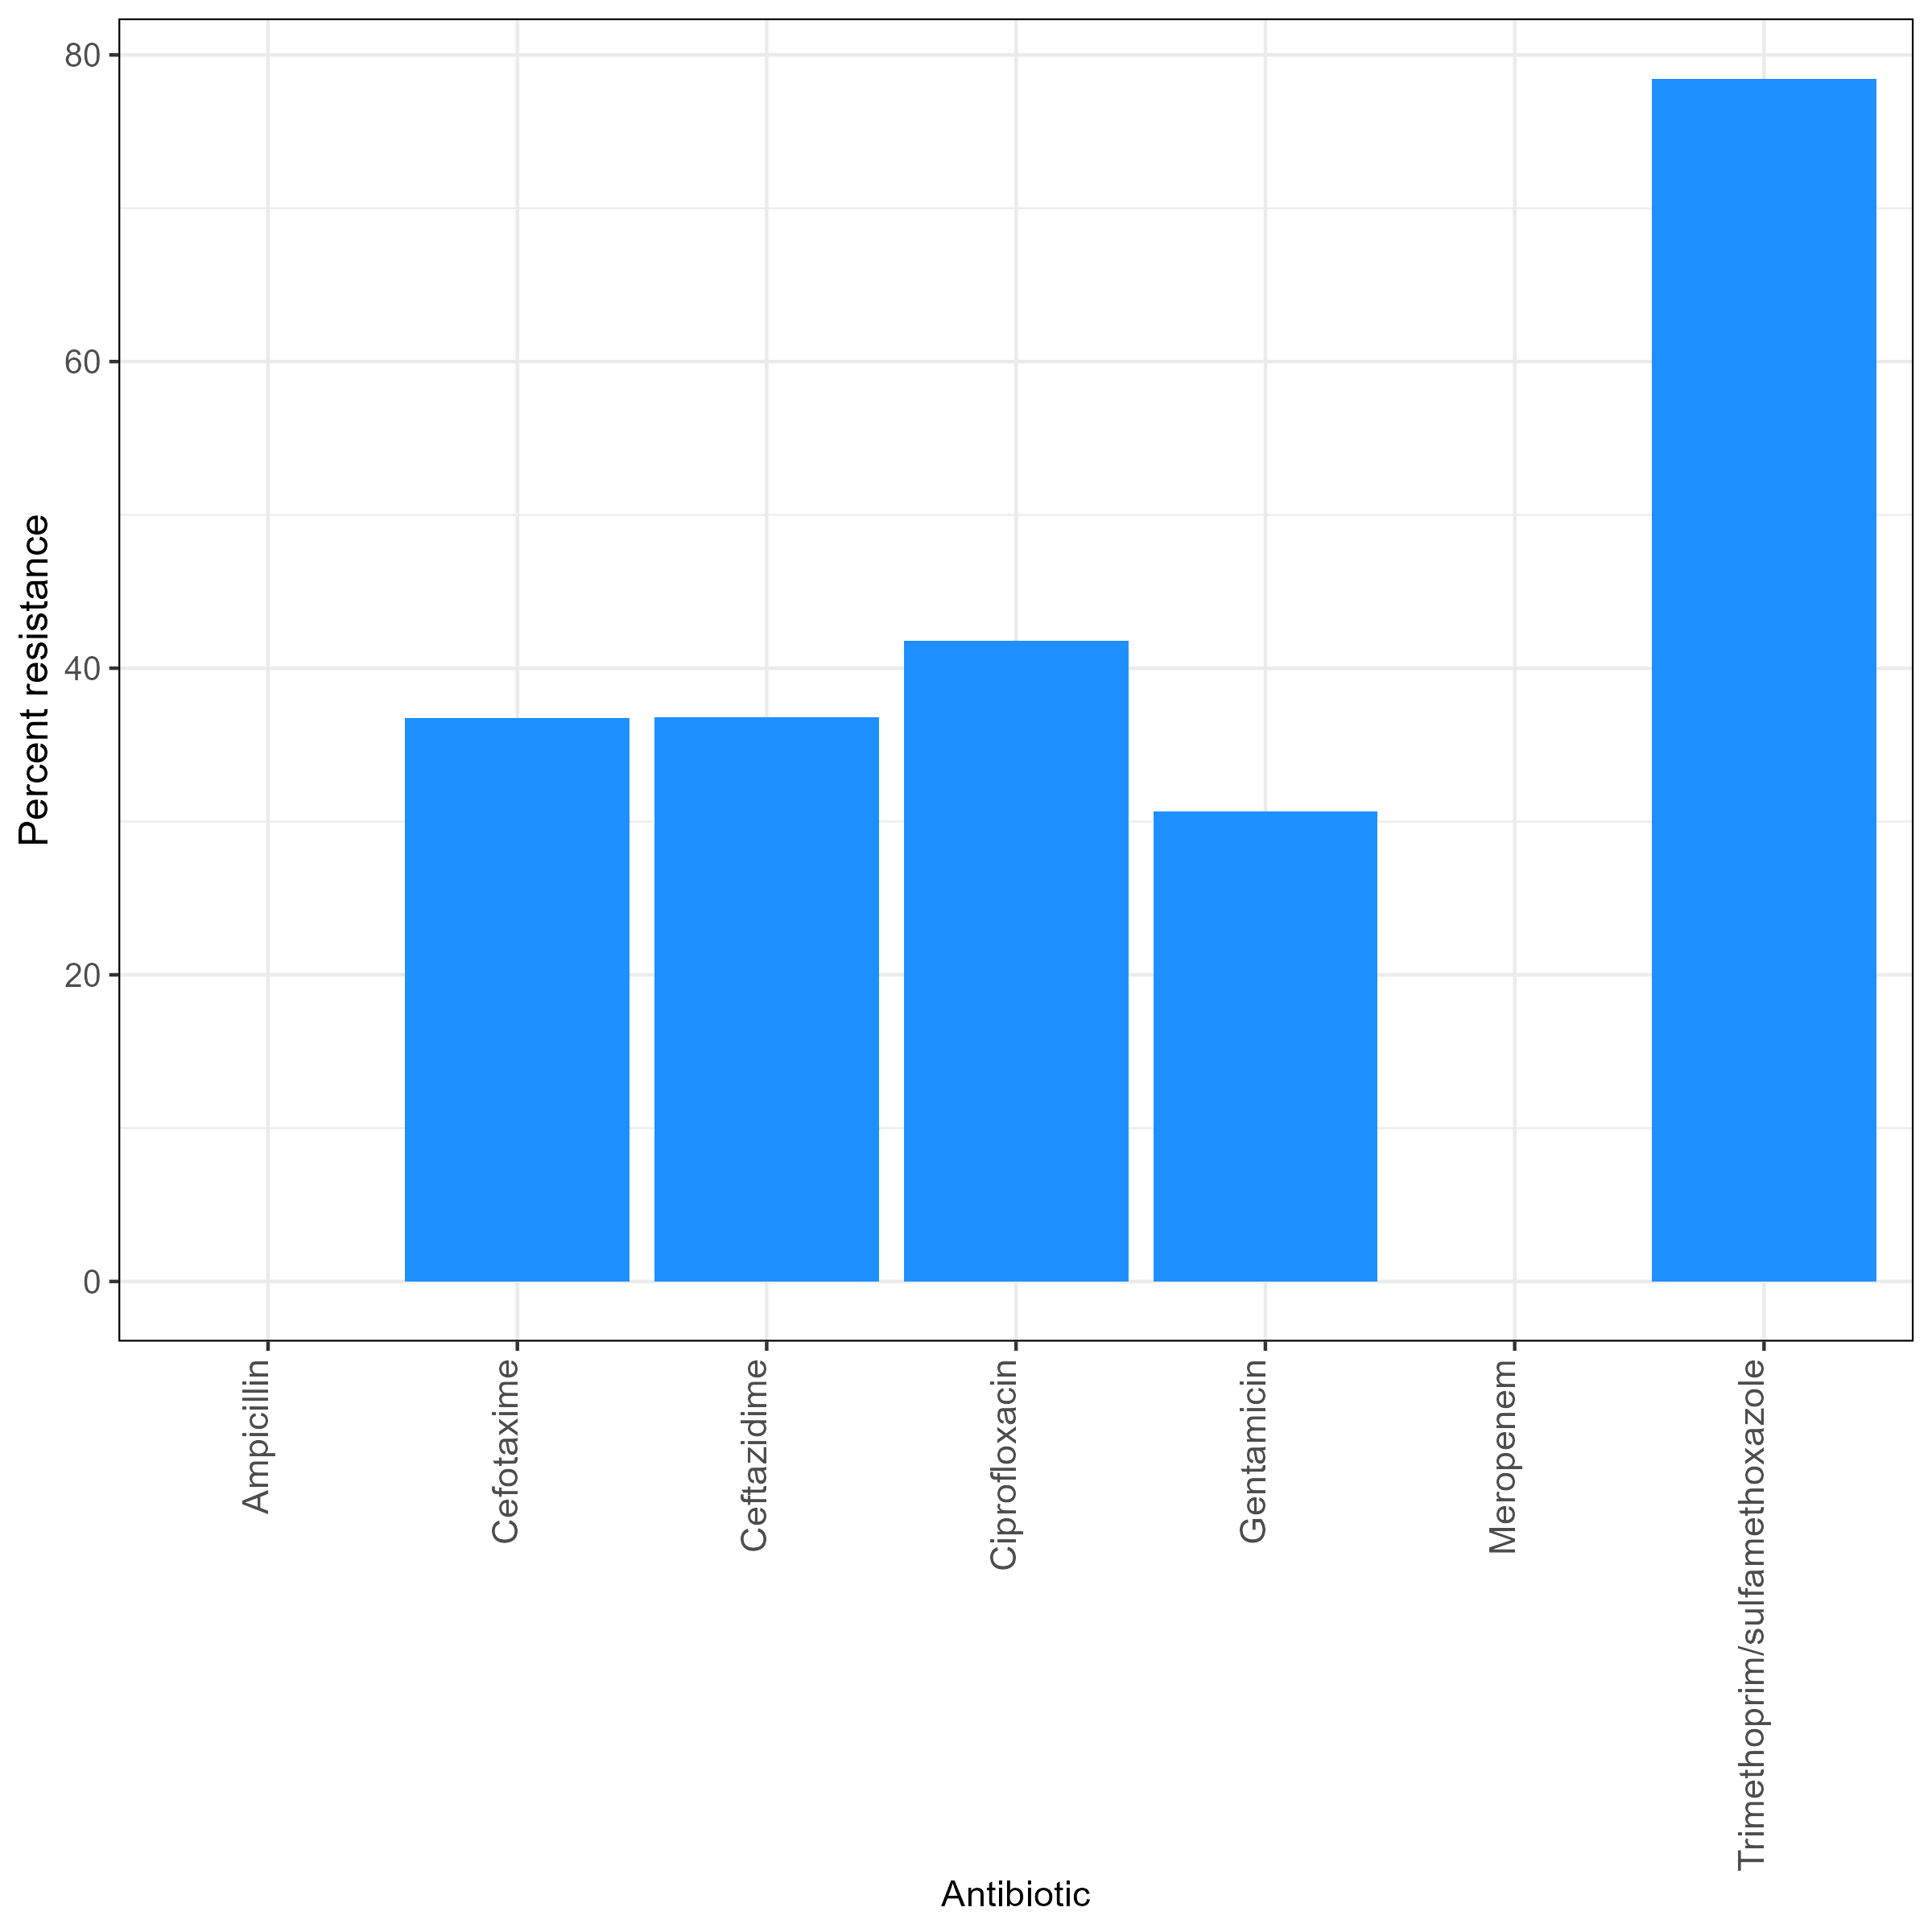 80
60
40
20
0
Percent resistance
Ampicillin
Cefotaxime
Ceftazidime
Ciprofloxacin
Gentamicin
Meropenem
Trimethoprim/sulfamethoxazole
Antibiotic